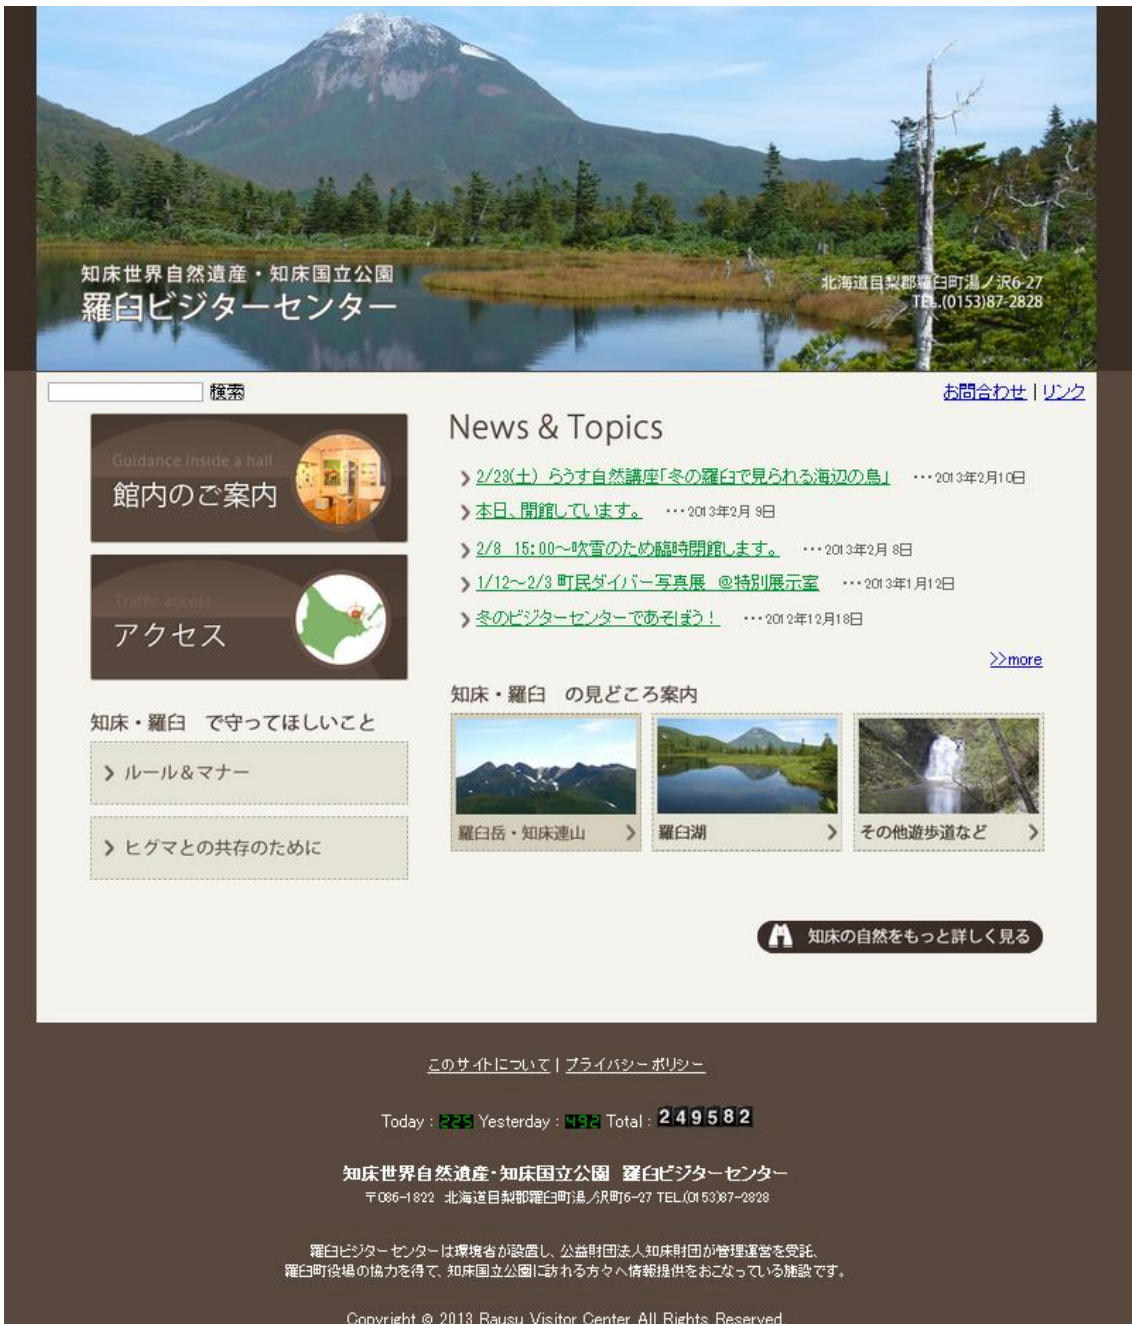 知床世界自然遺産・知床国立公園
羅臼ビジターセンター
北海道目梨郡羅臼町湯ノ沢6-27
TEL.(0153)87-2828
検索
お問合わせ | リンク
Guidance inside a hall
館内のご案内
Traffic access
アクセス
知床・羅臼 で守ってほしいこと
ルール&マナー
ヒグマとの共存のために
News & Topics
2/23(土) らうす自然講座「冬の羅臼で見られる海辺の鳥」 ･･･2013年2月10日
本日、開館しています。 ･･･2013年2月 9日
2/8 15:00～吹雪のため臨時閉館します。 ･･･2013年2月 8日
1/12～2/3 町民ダイバー写真展 @特別展示室 ･･･2013年1月12日
冬のビジターセンターであそぼう！ ･･･2012年12月18日
>>more
知床・羅臼 の見どころ案内
羅臼岳・知床連山
羅臼湖
その他遊歩道など
知床の自然をもっと詳しく見る
このサイトについて | プライバシーポリシー
Today : 225 Yesterday : 492 Total : 249582
知床世界自然遺産・知床国立公園 羅臼ビジターセンター
〒086-1822 北海道目梨郡羅臼町湯ノ沢町6-27 TEL.(0153)87-2828
羅臼ビジターセンターは環境省が設置し、公益財団法人知床財団が管理運営を受託、
羅臼町役場の協力を得て、知床国立公園に訪れる方々へ情報提供をおこなっている施設です。
Copyright © 2013 Rausu Visitor Center All Rights Reserved.